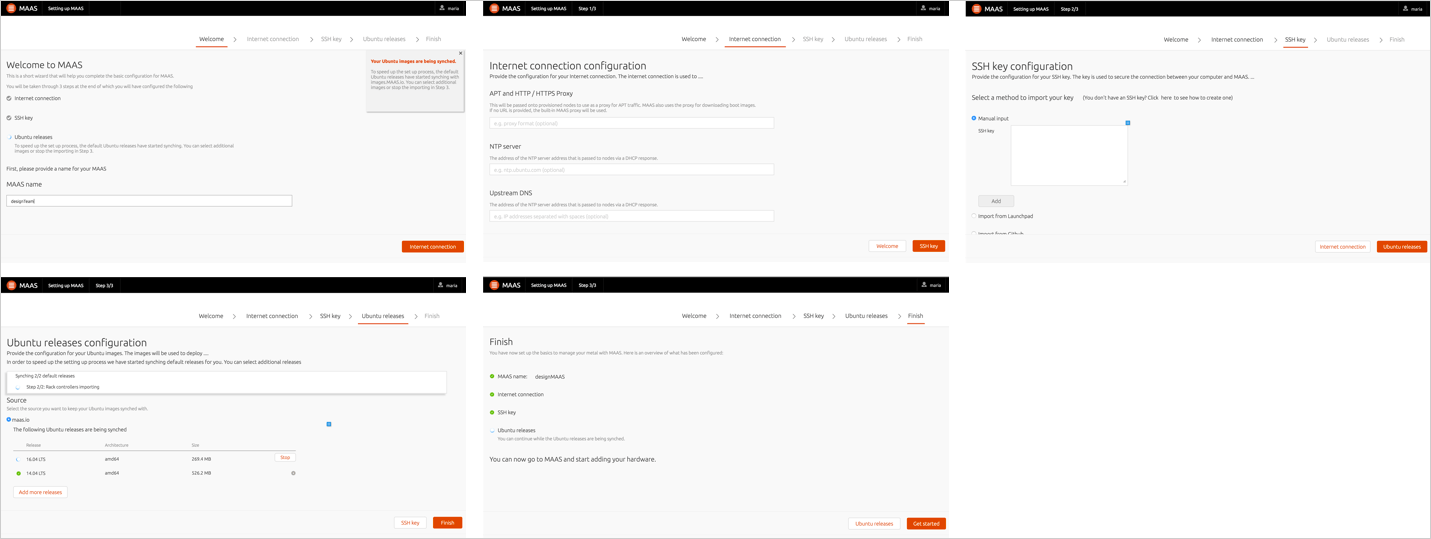 MAAS Setting up MAAS maria
Welcome > Internet connection > SSH key > Ubuntu releases > Finish
Welcome to MAAS
This is a short wizard that will help you complete the basic configuration for MAAS.
You will be taken through 3 steps at the end of which you will have configured the following
Internet connection
SSH key
Ubuntu releases
To speed up the set up process, the default Ubuntu releases have started synching. You can select additional
images or stop the importing in Step 3.
First, please provide a name for your MAAS
MAAS name
designTeam
Internet connection
Your Ubuntu images are being synched.
To speed up the set up process, the default
Ubuntu releases have started synching with
images.MAAS.io. You can select additional
images or stop the importing in Step 3.
MAAS Setting up MAAS Step 1/3 maria
Welcome > Internet connection > SSH key > Ubuntu releases > Finish
Internet connection configuration
Provide the configuration for your internet connection. The internet connection is used to ....
APT and HTTP / HTTPS Proxy
This will be passed onto provisioned nodes to use as a proxy for APT traffic. MAAS also uses the proxy for downloading boot images.
If no URL is provided, the built-in MAAS proxy will be used.
e.g. proxy format (optional)
NTP server
The address of the NTP server address that is passed to nodes via a DHCP response.
e.g. ntp.ubuntu.com (optional)
Upstream DNS
The address of the NTP server address that is passed to nodes via a DHCP response.
e.g. IP addresses separated with spaces (optional)
Welcome SSH key
MAAS Setting up MAAS Step 2/3 maria
Welcome > Internet connection > SSH key > Ubuntu releases > Finish
SSH key configuration
Provide the configuration for your SSH key. The key is used to secure the connection between your computer and MAAS. ...
Select a method to import your key (You don't have an SSH key? Click here to see how to create one)
Manual input
SSH key
Add
Import from Launchpad
Import from Github
Internet connection Ubuntu releases
MAAS Setting up MAAS Step 3/3 maria
Welcome > Internet connection > SSH key > Ubuntu releases > Finish
Ubuntu releases configuration
Provide the configuration for your Ubuntu images. The images will be used to deploy ....
In order to speed up the setting up process we have started synching default releases for you. You can select additional releases
Synching 2/2 default releases
Step 2/2: Rack controllers importing
Source
Select the source you want to keep your Ubuntu images synched with.
maas.io
The following Ubuntu releases are being synched
Release Architecture Size
16.04 LTS amd64 269.4 MB Stop
14.04 LTS amd64 526.2 MB
Add more releases
SSH key Finish
MAAS Setting up MAAS Step 3/3 maria
Welcome > Internet connection > SSH key > Ubuntu releases > Finish
Finish
You have now set up the basics to manage your metal with MAAS. Here is an overview of what has been configured:
MAAS name: designMAAS
Internet connection
SSH key
Ubuntu releases
You can continue while the Ubuntu releases are being synched.
You can now go to MAAS and start adding your hardware.
Ubuntu releases Get started